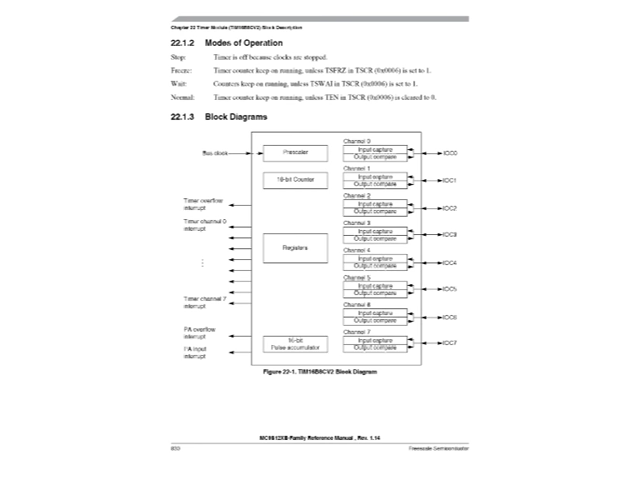 Chapter 22 Timer Module (TIM16B8CV2) Block Description
22.1.2 Modes of Operation
Stop: Timer is off because clocks are stopped.
Freeze: Timer counter keep on running, unless TSFRZ in TSCR (0x0006) is set to 1.
Wait: Counters keep on running, unless TSWAI in TSCR (0x0006) is set to 1.
Normal: Timer counter keep on running, unless TEN in TSCR (0x0006) is cleared to 0.
22.1.3 Block Diagrams
Bus clock
Prescaler
16-bit Counter
Timer overflow
interrupt
Timer channel 0
interrupt
Registers
Timer channel 7
interrupt
PA overflow
interrupt
PA input
interrupt
16-bit
Pulse accumulator
Channel 0
Input capture
Output compare
IOC0
Channel 1
Input capture
Output compare
IOC1
Channel 2
Input capture
Output compare
IOC2
Channel 3
Input capture
Output compare
IOC3
Channel 4
Input capture
Output compare
IOC4
Channel 5
Input capture
Output compare
IOC5
Channel 6
Input capture
Output compare
IOC6
Channel 7
Input capture
Output compare
IOC7
Figure 22-1. TIM16B8CV2 Block Diagram
Family Reference Manual , Rev. 1.14
Freescale Semiconductor